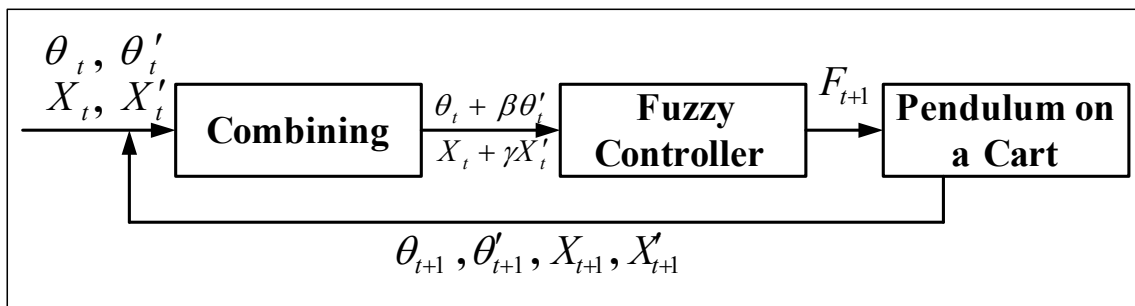 θ_t, θ'_t
X_t, X'_t
Combining
θ_t + βθ'_t
X_t + γX'_t
Fuzzy
Controller
F_{t+1}
Pendulum on
a Cart
θ_{t+1}, θ'_{t+1}, X_{t+1}, X'_{t+1}